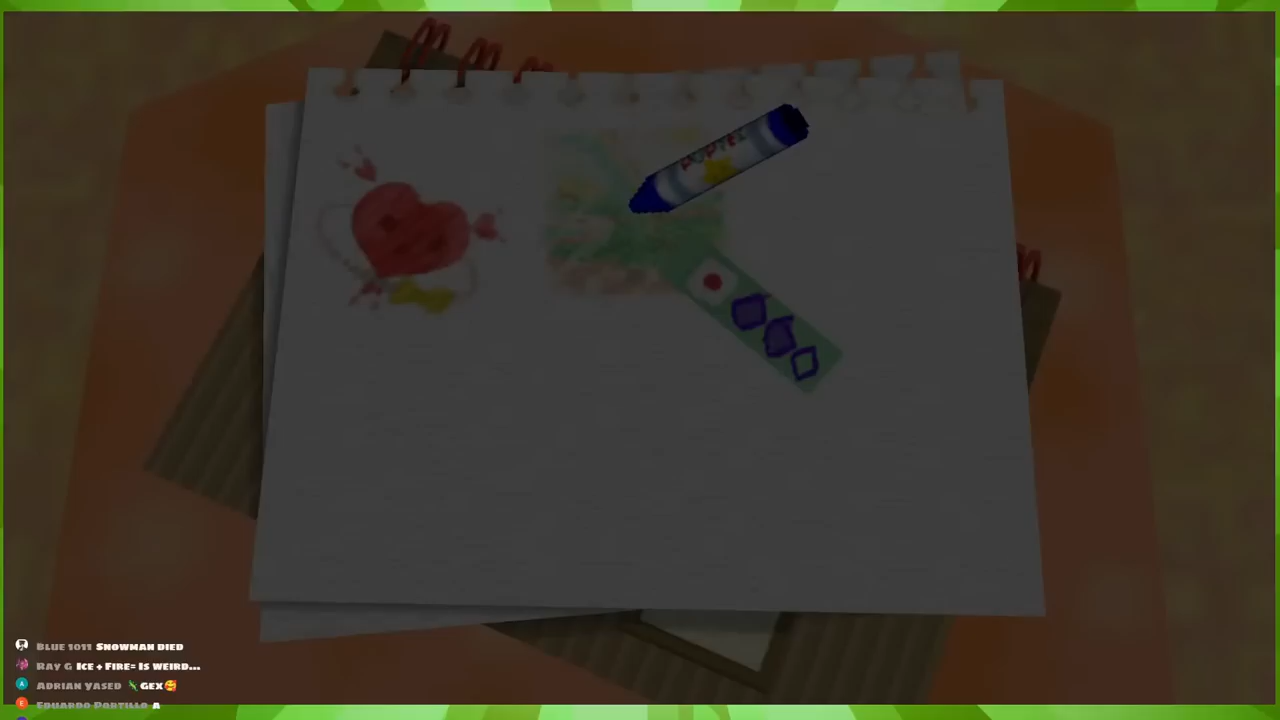 Blue 1011 Snowman died
Ray G Ice + Fire= Is weird...
A Adrian Yased 🦎Gex🥰
E Eduardo Portillo A